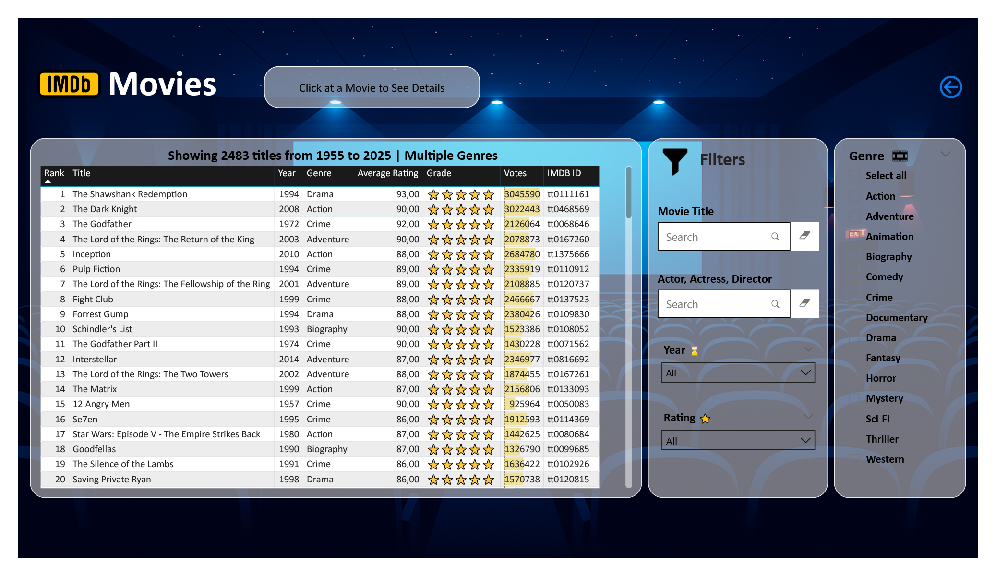 IMDb Movies
Click at a Movie to See Details
Showing 2483 titles from 1955 to 2025 | Multiple Genres
Rank Title Year Genre Average Rating Grade Votes IMDB ID
1 The Shawshank Redemption 1994 Drama 93,00 3045590 tt0111161
2 The Dark Knight 2008 Action 90,00 3022443 tt0468569
3 The Godfather 1972 Crime 92,00 2126064 tt0068646
4 The Lord of the Rings: The Return of the King 2003 Adventure 90,00 2078873 tt0167260
5 Inception 2010 Action 88,00 2684780 tt1375666
6 Pulp Fiction 1994 Crime 89,00 2335919 tt0110912
7 The Lord of the Rings: The Fellowship of the Ring 2001 Adventure 89,00 2108885 tt0120737
8 Fight Club 1999 Crime 88,00 2466667 tt0137523
9 Forrest Gump 1994 Drama 88,00 2380426 tt0109830
10 Schindler's List 1993 Biography 90,00 1523386 tt0108052
11 The Godfather Part II 1974 Crime 90,00 1430228 tt0071562
12 Interstellar 2014 Adventure 87,00 2346977 tt0816692
13 The Lord of the Rings: The Two Towers 2002 Adventure 88,00 1874455 tt0167261
14 The Matrix 1999 Action 87,00 2156806 tt0133093
15 12 Angry Men 1957 Crime 90,00 925964 tt0050083
16 Se7en 1995 Crime 86,00 1912593 tt0114369
17 Star Wars: Episode V - The Empire Strikes Back 1980 Action 87,00 1442625 tt0080684
18 Goodfellas 1990 Biography 87,00 1326790 tt0099685
19 The Silence of the Lambs 1991 Crime 86,00 1636422 tt0102926
20 Saving Private Ryan 1998 Drama 86,00 1570738 tt0120815
Filters
Movie Title
Search
Actor, Actress, Director
Search
Year
All
Rating
All
Genre
Select all
Action
Adventure
Animation
Biography
Comedy
Crime
Documentary
Drama
Fantasy
Horror
Mystery
Sci-Fi
Thriller
Western